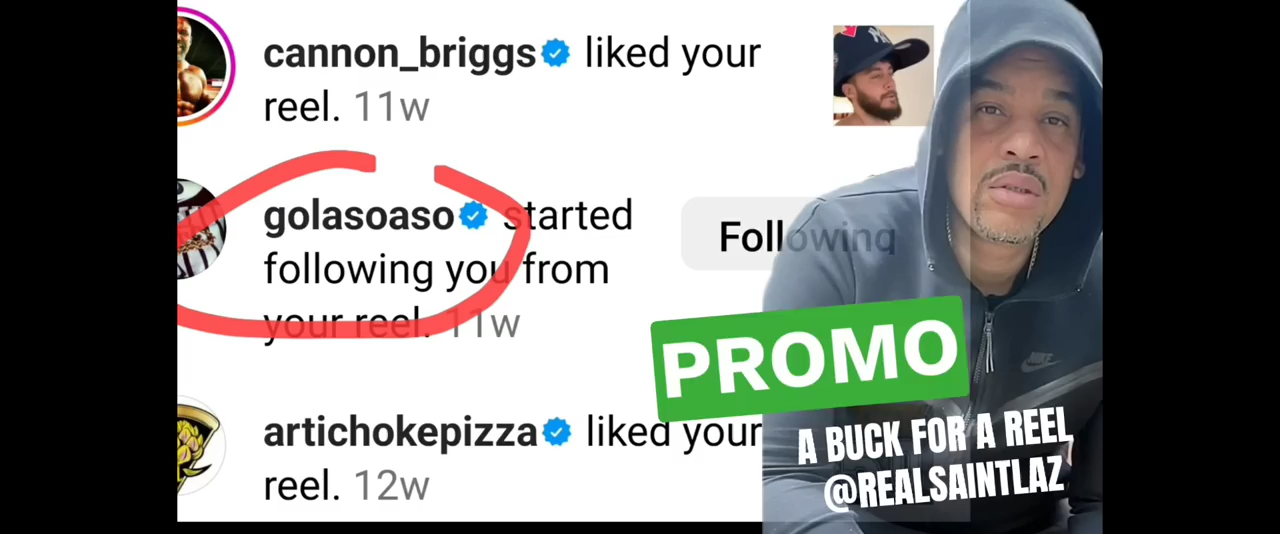 cannon_briggs liked your
reel. 11w
golasoaso started
following you from
your reel. 11w
Following
PROMO
artichokepizza liked your
reel. 12w
A BUCK FOR A REEL
@REALSAINTLAZ
NIKE